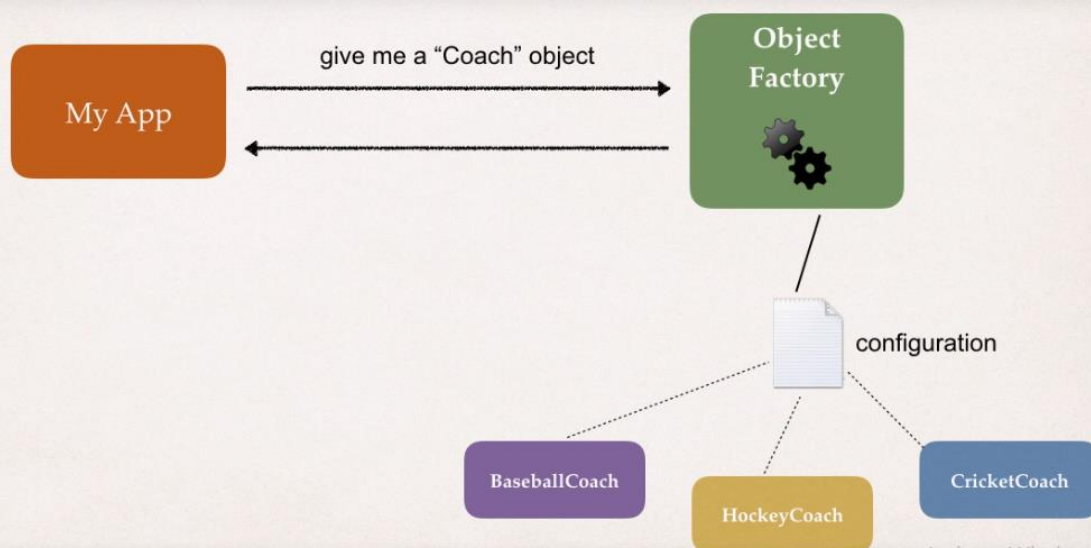 give me a “Coach” object
My App
Object
Factory
configuration
BaseballCoach
HockeyCoach
CricketCoach